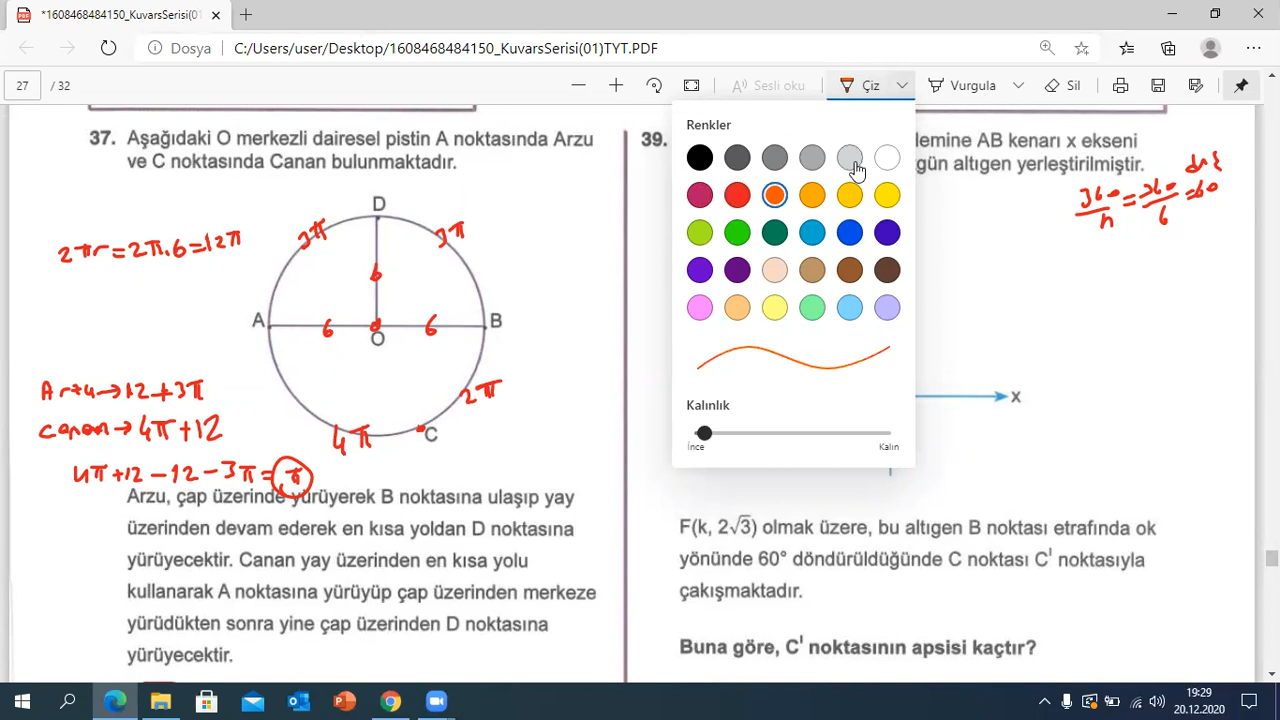 *1608468484150_KuvarsSerisi(01)
Dosya
C:/Users/user/Desktop/1608468484150_KuvarsSerisi(01)TYT.PDF
27 / 32
Sesli oku
Çiz
Vurgula
Sil
37. Aşağıdaki O merkezli dairesel pistin A noktasında Arzu
ve C noktasında Canan bulunmaktadır.
2πr=2π.6=12π
D
3π
3π
6
A
6
6
B
O
2π
C
4π
Arzu→12+3π
Canan→4π+12
4π+12-12-3π=π
Arzu, çap üzerinde yürüyerek B noktasına ulaşıp yay
üzerinden devam ederek en kısa yoldan D noktasına
yürüyecektir. Canan yay üzerinden en kısa yolu
kullanarak A noktasına yürüyüp çap üzerinden merkeze
yürüdükten sonra yine çap üzerinden D noktasına
yürüyecektir.
Renkler
Kalınlık
İnce
Kalın
39.
lemine AB kenarı x ekseni
gün altıgen yerleştirilmiştir.
360/n=360/6=60
x
F(k, 2√3) olmak üzere, bu altıgen B noktası etrafında ok
yönünde 60° döndürüldüğünde C noktası Cᴵ noktasıyla
çakışmaktadır.
Buna göre, Cᴵ noktasının apsisi kaçtır?
19:29
20.12.2020